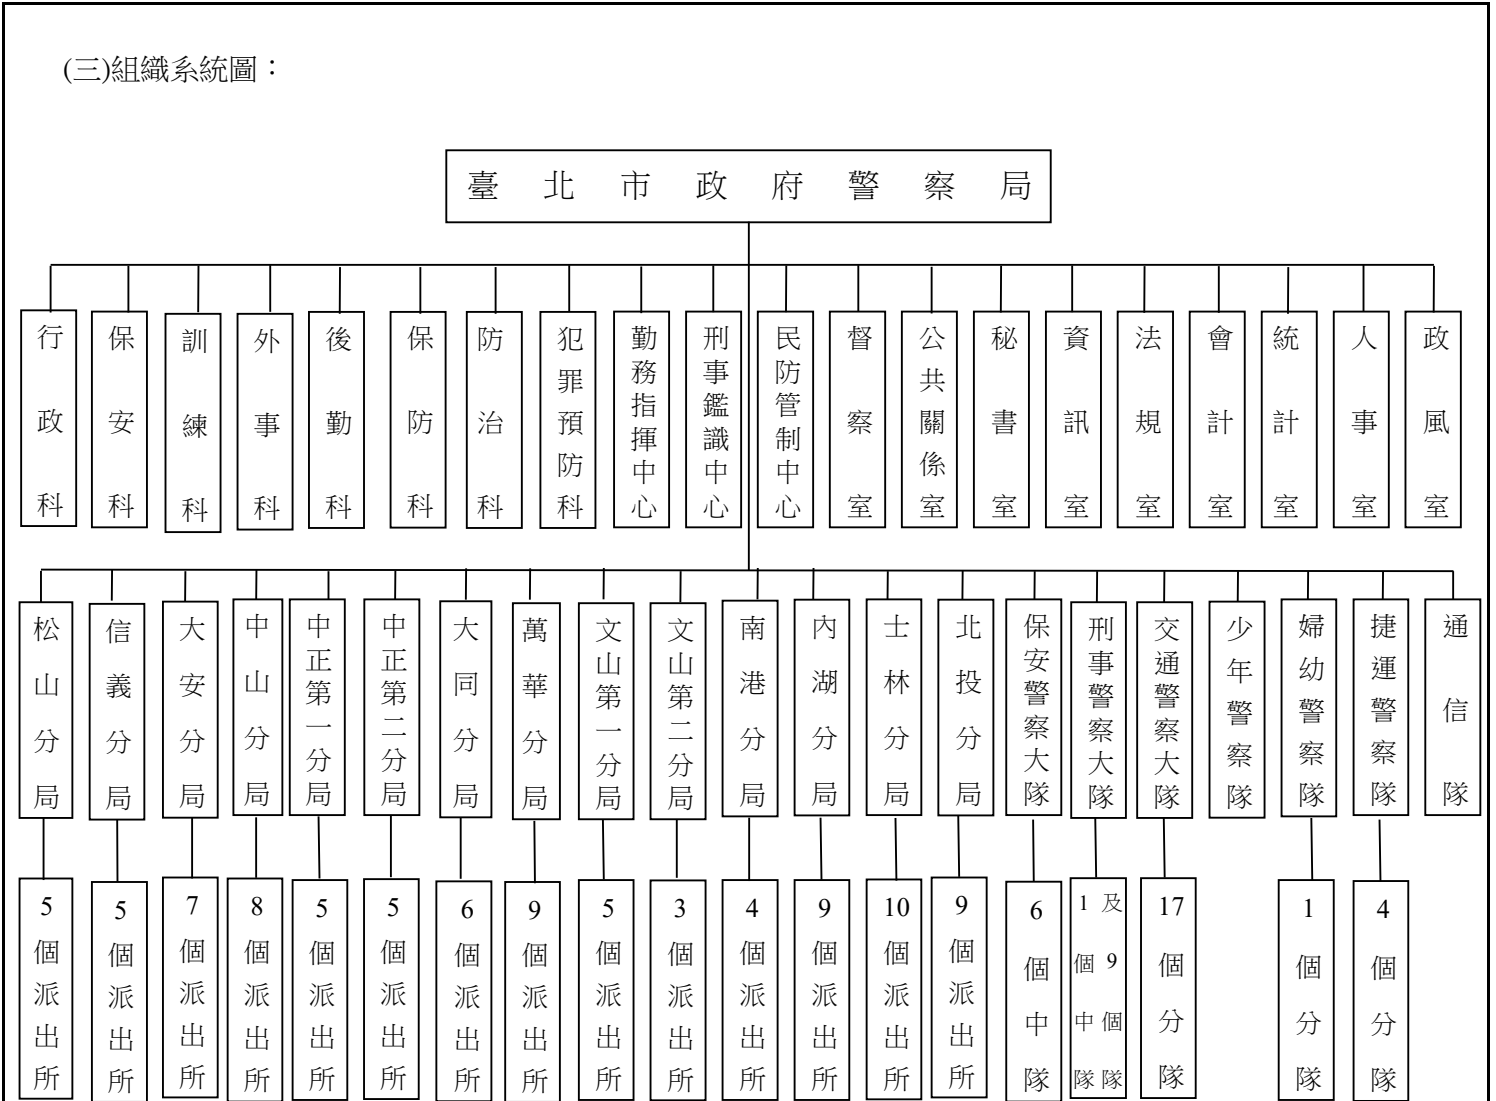 (三)組織系統圖：
臺北市政府警察局
行政科
保安科
訓練科
外事科
後勤科
保防科
防治科
犯罪預防科
勤務指揮中心
刑事鑑識中心
民防管制中心
督察室
公共關係室
秘書室
資訊室
法規室
會計室
統計室
人事室
政風室
松山分局
信義分局
大安分局
中山分局
中正第一分局
中正第二分局
大同分局
萬華分局
文山第一分局
文山第二分局
南港分局
內湖分局
士林分局
北投分局
保安警察大隊
刑事警察大隊
交通警察大隊
少年警察隊
婦幼警察隊
捷運警察隊
通信隊
5個派出所
5個派出所
7個派出所
8個派出所
5個派出所
5個派出所
6個派出所
9個派出所
5個派出所
3個派出所
4個派出所
9個派出所
10個派出所
9個派出所
6個中隊
1個中隊
及9個隊
17個分隊
1個分隊
4個分隊